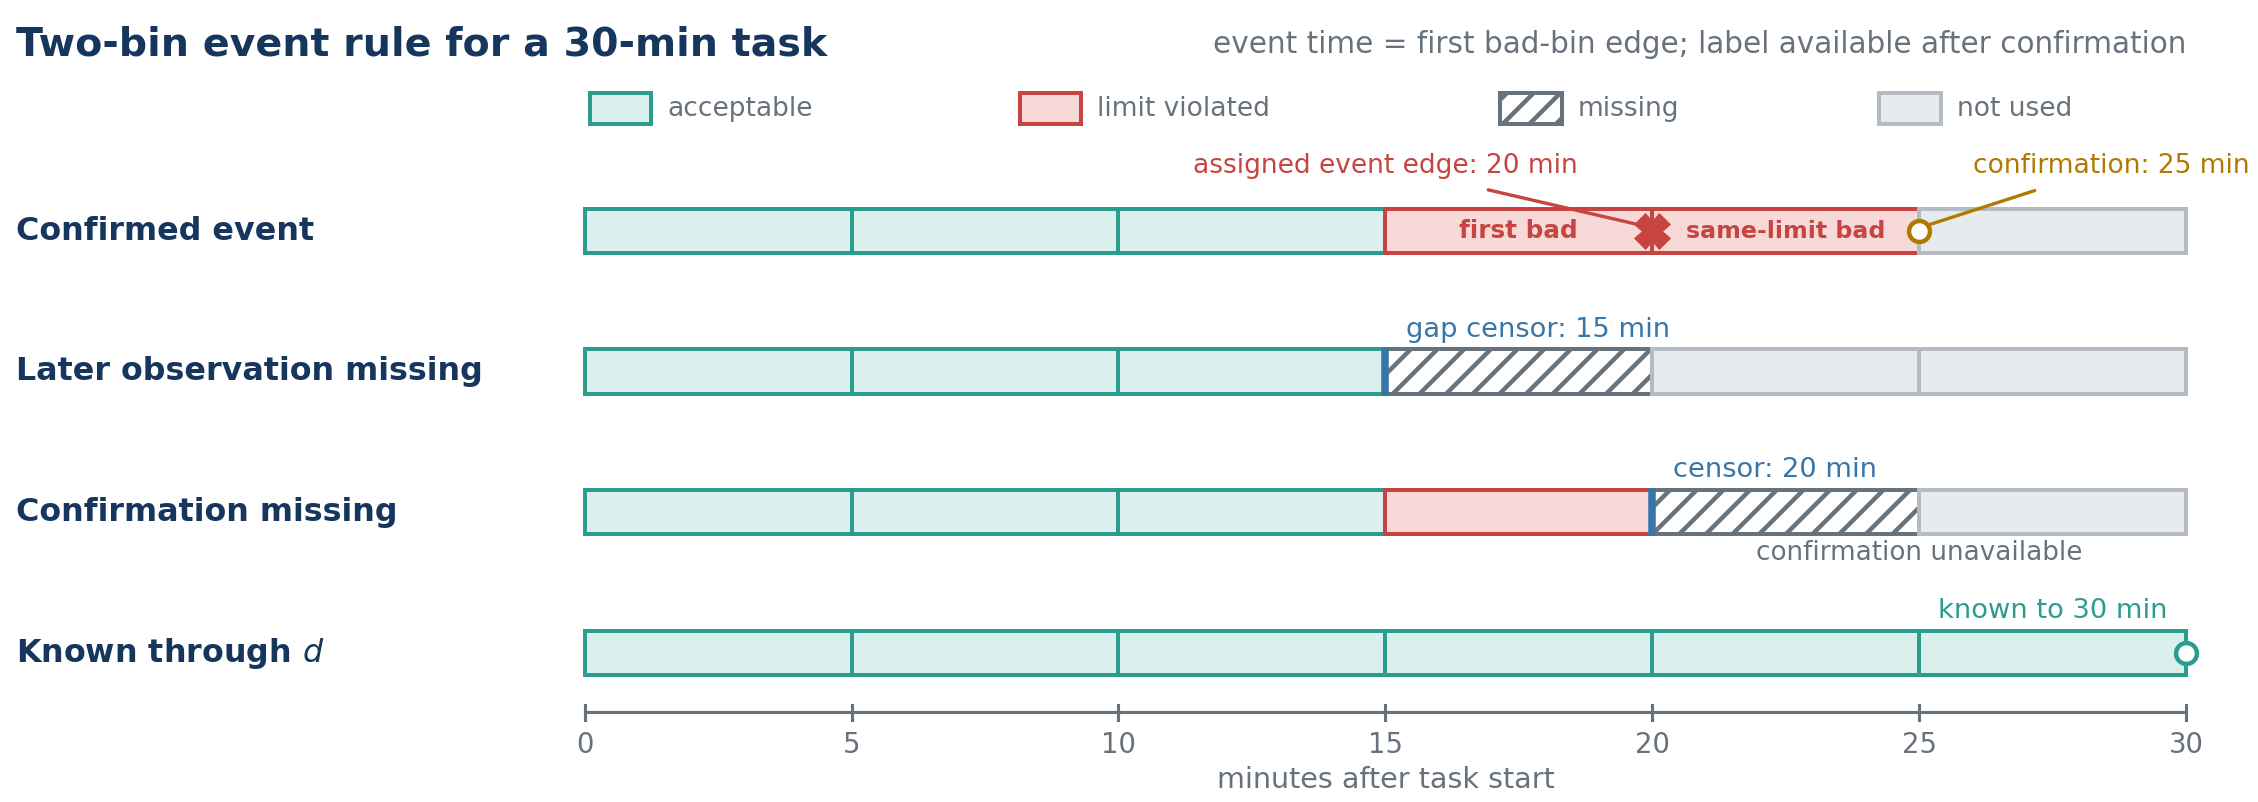 Two-bin event rule for a 30-min task
event time = first bad-bin edge; label available after confirmation
acceptable
limit violated
missing
not used
assigned event edge: 20 min
confirmation: 25 min
Confirmed event
first bad
same-limit bad
gap censor: 15 min
Later observation missing
censor: 20 min
Confirmation missing
confirmation unavailable
known to 30 min
Known through d
0 5 10 15 20 25 30
minutes after task start